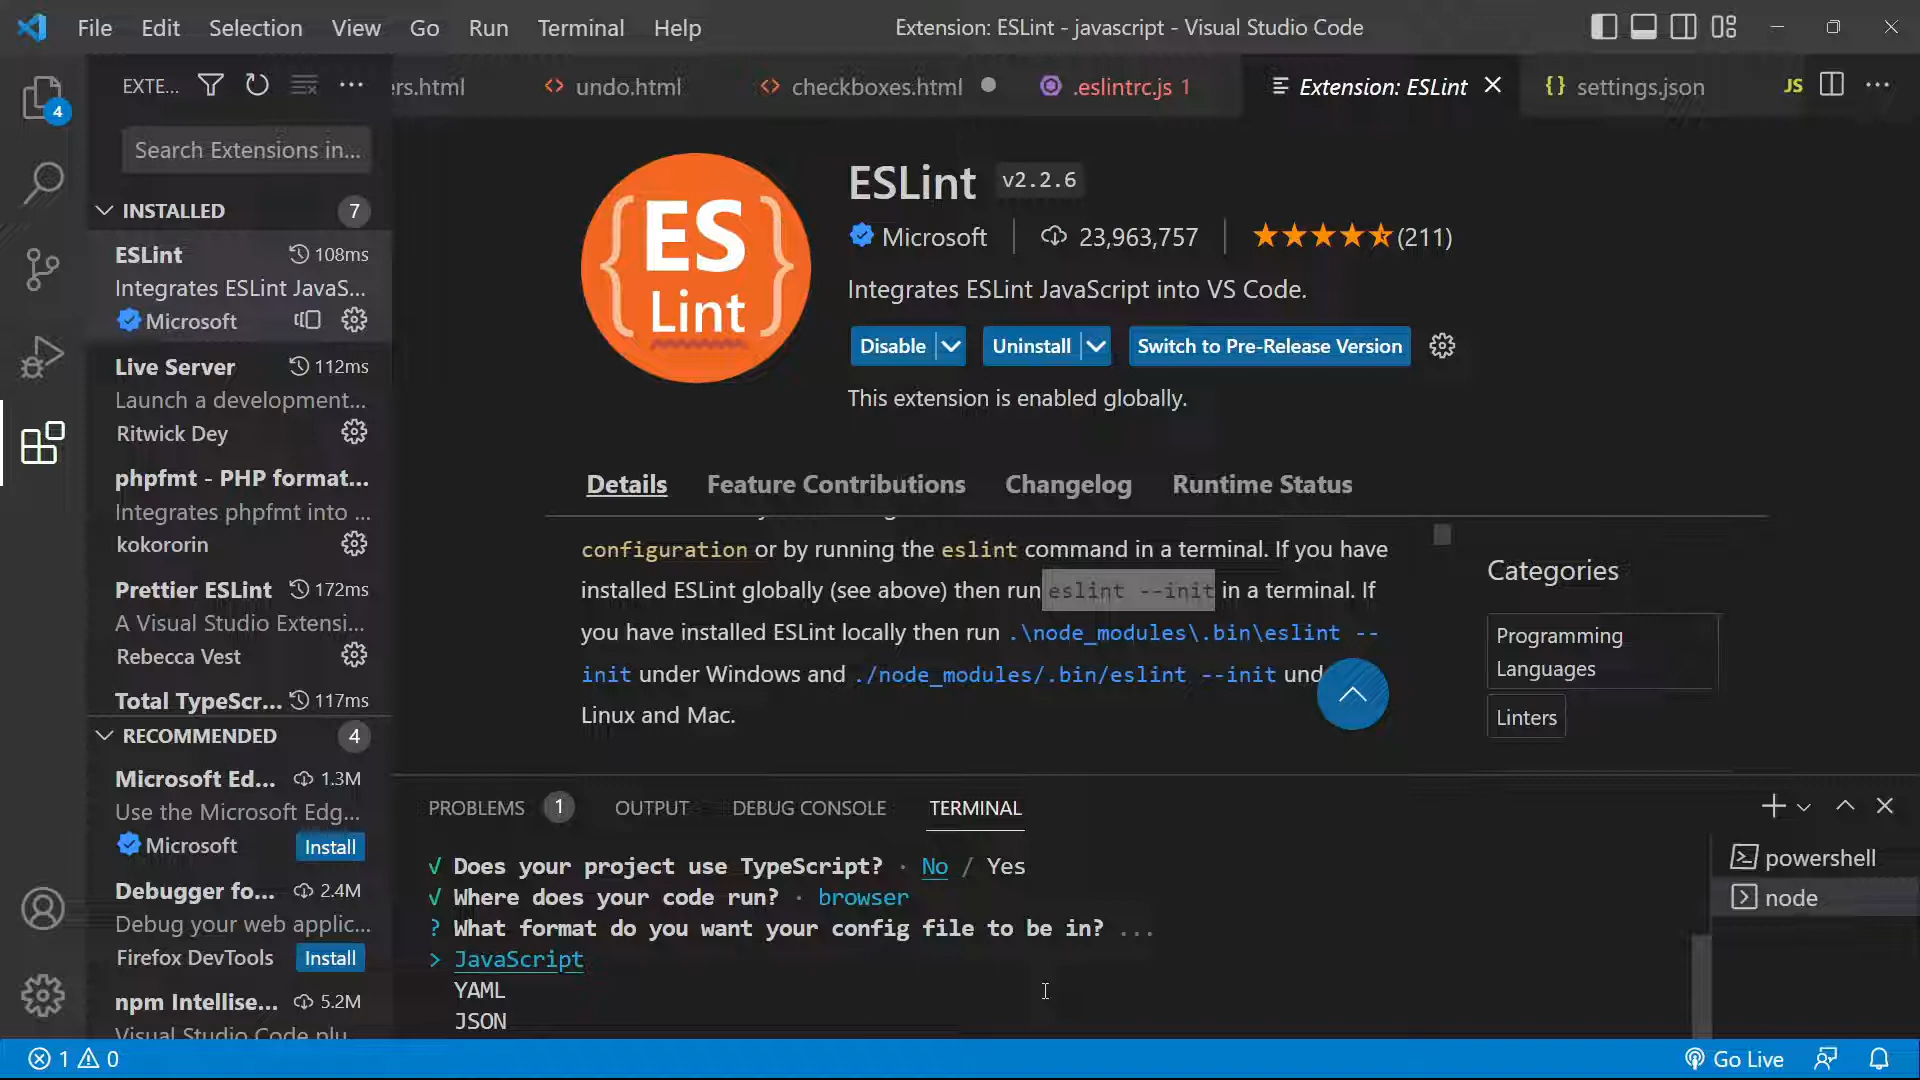 File Edit Selection View Go Run Terminal Help
Extension: ESLint - javascript - Visual Studio Code
EXTE...
ers.html
undo.html
checkboxes.html
.eslintrc.js 1
Extension: ESLint
{} settings.json
JS
4
Search Extensions in...
INSTALLED 7
ESLint 108ms
Integrates ESLint JavaS...
Microsoft
Live Server 112ms
Launch a development...
Ritwick Dey
phpfmt - PHP format...
Integrates phpfmt into ...
kokororin
Prettier ESLint 172ms
A Visual Studio Extensi...
Rebecca Vest
Total TypeScr... 117ms
RECOMMENDED 4
Microsoft Ed... 1.3M
Use the Microsoft Edg...
Microsoft Install
Debugger fo... 2.4M
Debug your web applic...
Firefox DevTools Install
npm Intellise... 5.2M
Visual Studio Code plu
{ES
Lint}
ESLint v2.2.6
Microsoft 23,963,757 (211)
Integrates ESLint JavaScript into VS Code.
Disable Uninstall Switch to Pre-Release Version
This extension is enabled globally.
Details Feature Contributions Changelog Runtime Status
configuration or by running the eslint command in a terminal. If you have
installed ESLint globally (see above) then run eslint --init in a terminal. If
you have installed ESLint locally then run .\node_modules\.bin\eslint --
init under Windows and ./node_modules/.bin/eslint --init und
Linux and Mac.
Categories
Programming
Languages
Linters
PROBLEMS 1 OUTPUT DEBUG CONSOLE TERMINAL
√ Does your project use TypeScript? · No / Yes
√ Where does your code run? · browser
? What format do you want your config file to be in? ...
> JavaScript
YAML
JSON
powershell
node
1 0
Go Live